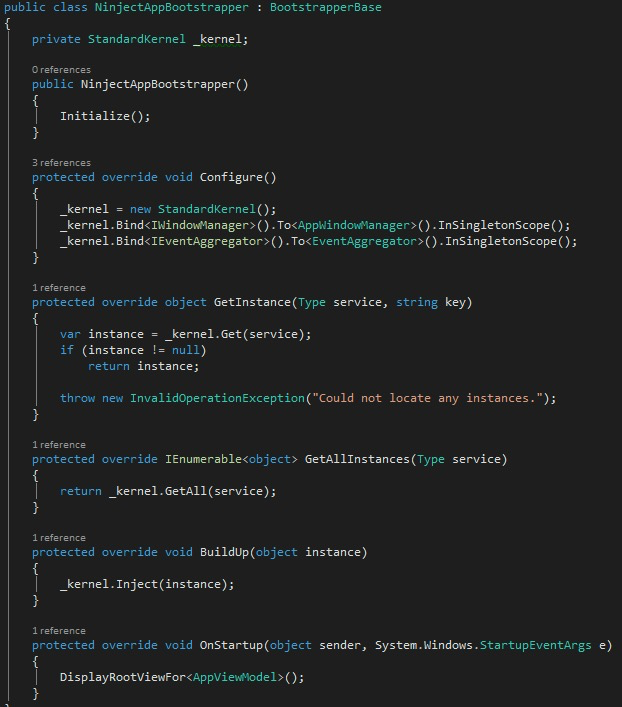 public class NinjectAppBootstrapper : BootstrapperBase
{
    private StandardKernel _kernel;

    0 references
    public NinjectAppBootstrapper()
    {
        Initialize();
    }

    3 references
    protected override void Configure()
    {
        _kernel = new StandardKernel();
        _kernel.Bind<IWindowManager>().To<AppWindowManager>().InSingletonScope();
        _kernel.Bind<IEventAggregator>().To<EventAggregator>().InSingletonScope();
    }

    1 reference
    protected override object GetInstance(Type service, string key)
    {
        var instance = _kernel.Get(service);
        if (instance != null)
            return instance;

        throw new InvalidOperationException("Could not locate any instances.");
    }

    1 reference
    protected override IEnumerable<object> GetAllInstances(Type service)
    {
        return _kernel.GetAll(service);
    }

    1 reference
    protected override void BuildUp(object instance)
    {
        _kernel.Inject(instance);
    }

    1 reference
    protected override void OnStartup(object sender, System.Windows.StartupEventArgs e)
    {
        DisplayRootViewFor<AppViewModel>();
    }
}